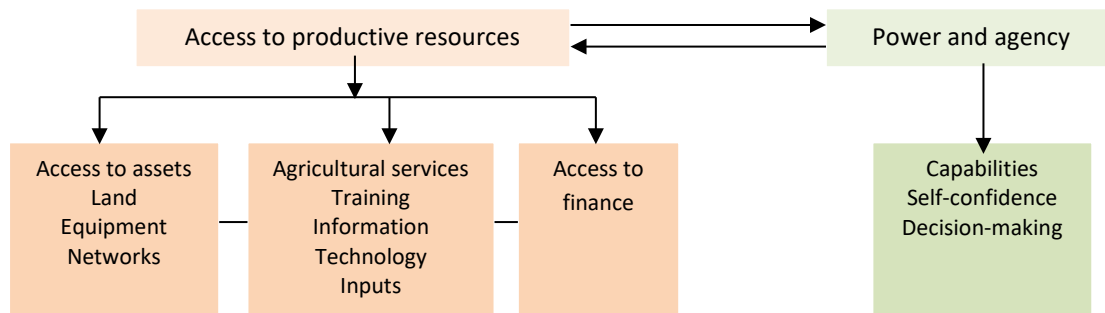 Access to productive resources
Power and agency
Access to assets
Land
Equipment
Networks
Agricultural services
Training
Information
Technology
Inputs
Access to
finance
Capabilities
Self-confidence
Decision-making